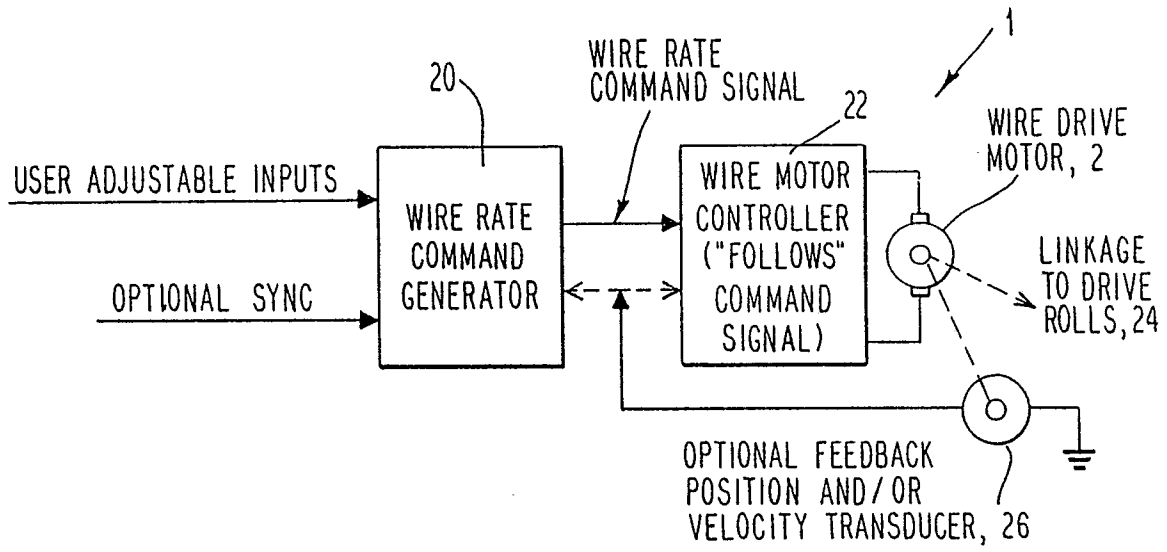 1
WIRE RATE
COMMAND SIGNAL
20
22
WIRE DRIVE
MOTOR, 2
USER ADJUSTABLE INPUTS
WIRE RATE
COMMAND
GENERATOR
WIRE MOTOR
CONTROLLER
("FOLLOWS"
COMMAND
SIGNAL)
LINKAGE
TO DRIVE
ROLLS, 24
OPTIONAL SYNC
OPTIONAL FEEDBACK
POSITION AND/OR
VELOCITY TRANSDUCER, 26